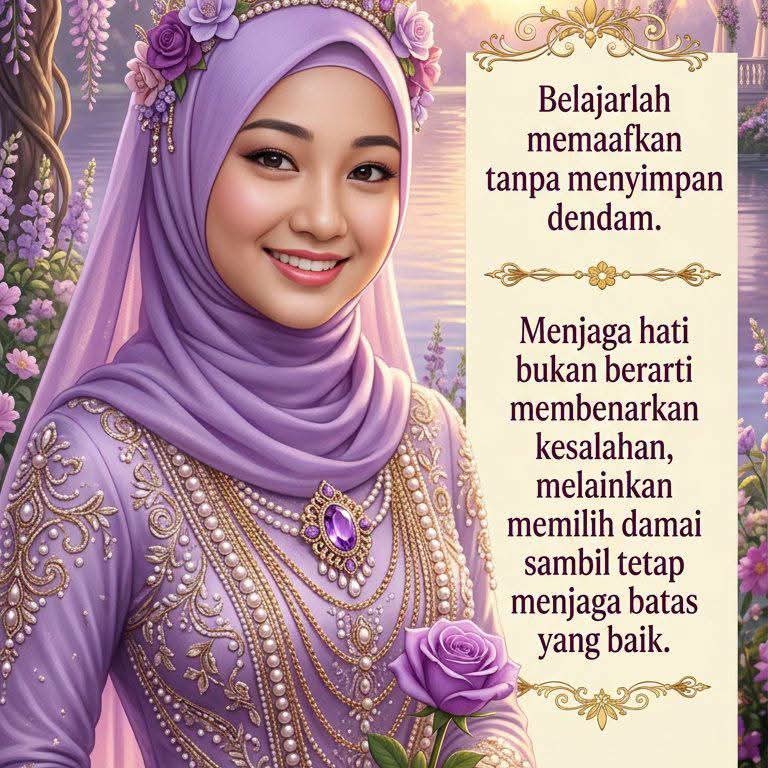 Belajarlah
memaafkan
tanpa menyimpan
dendam.
Menjaga hati
bukan berarti
membenarkan
kesalahan,
melainkan
memilih damai
sambil tetap
menjaga batas
yang baik.